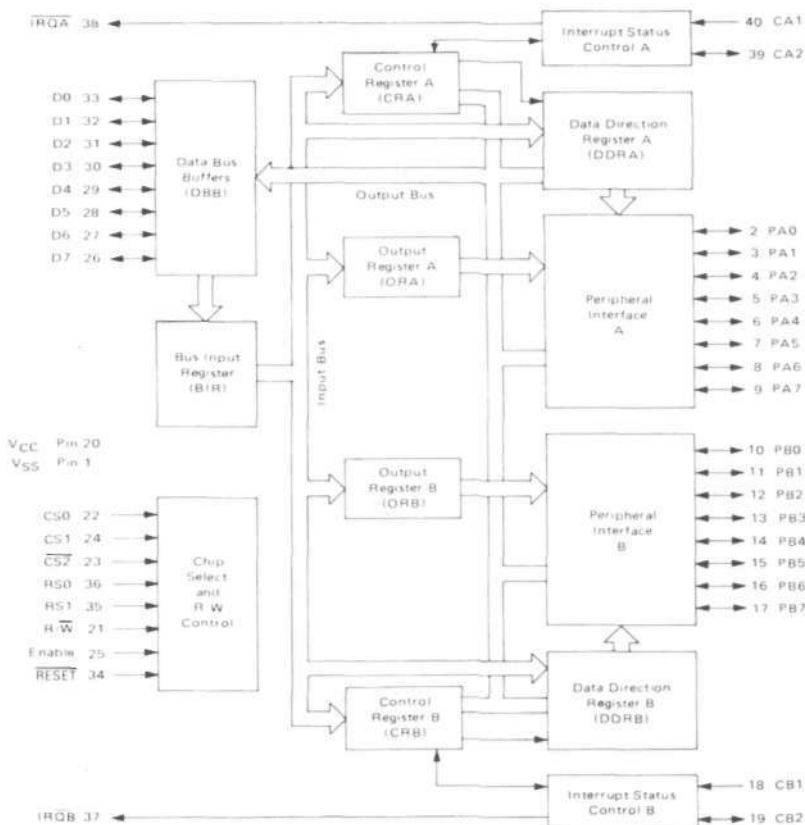 IRQA 38
Interrupt Status
Control A
40 CA1
39 CA2
Control
Register A
(CRA)
D0 33
D1 32
D2 31
D3 30
D4 29
D5 28
D6 27
D7 26
Data Bus
Buffers
(DBB)
Data Direction
Register A
(DDRA)
Output Bus
Output
Register A
(ORA)
Peripheral
Interface
A
2 PA0
3 PA1
4 PA2
5 PA3
6 PA4
7 PA5
8 PA6
9 PA7
Bus Input
Register
(BIR)
Input Bus
VCC Pin 20
VSS Pin 1
Output
Register B
(ORB)
Peripheral
Interface
B
10 PB0
11 PB1
12 PB2
13 PB3
14 PB4
15 PB5
16 PB6
17 PB7
CS0 22
CS1 24
CS2 23
RS0 36
RS1 35
R/W 21
Enable 25
RESET 34
Chip
Select
and
R W
Control
Control
Register B
(CRB)
Data Direction
Register B
(DDRB)
Interrupt Status
Control B
18 CB1
19 CB2
IRQB 37